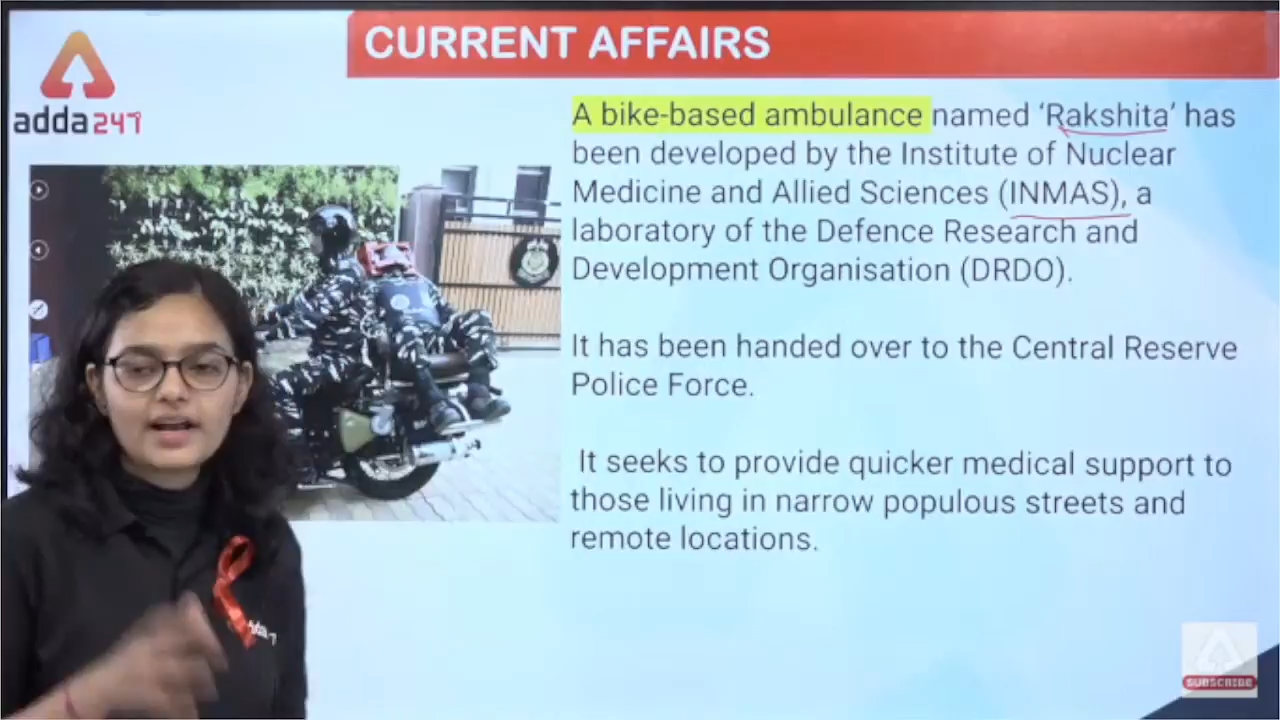 CURRENT AFFAIRS
adda247
A bike-based ambulance named ‘Rakshita’ has
been developed by the Institute of Nuclear
Medicine and Allied Sciences (INMAS), a
laboratory of the Defence Research and
Development Organisation (DRDO).
It has been handed over to the Central Reserve
Police Force.
It seeks to provide quicker medical support to
those living in narrow populous streets and
remote locations.
SUBSCRIBE